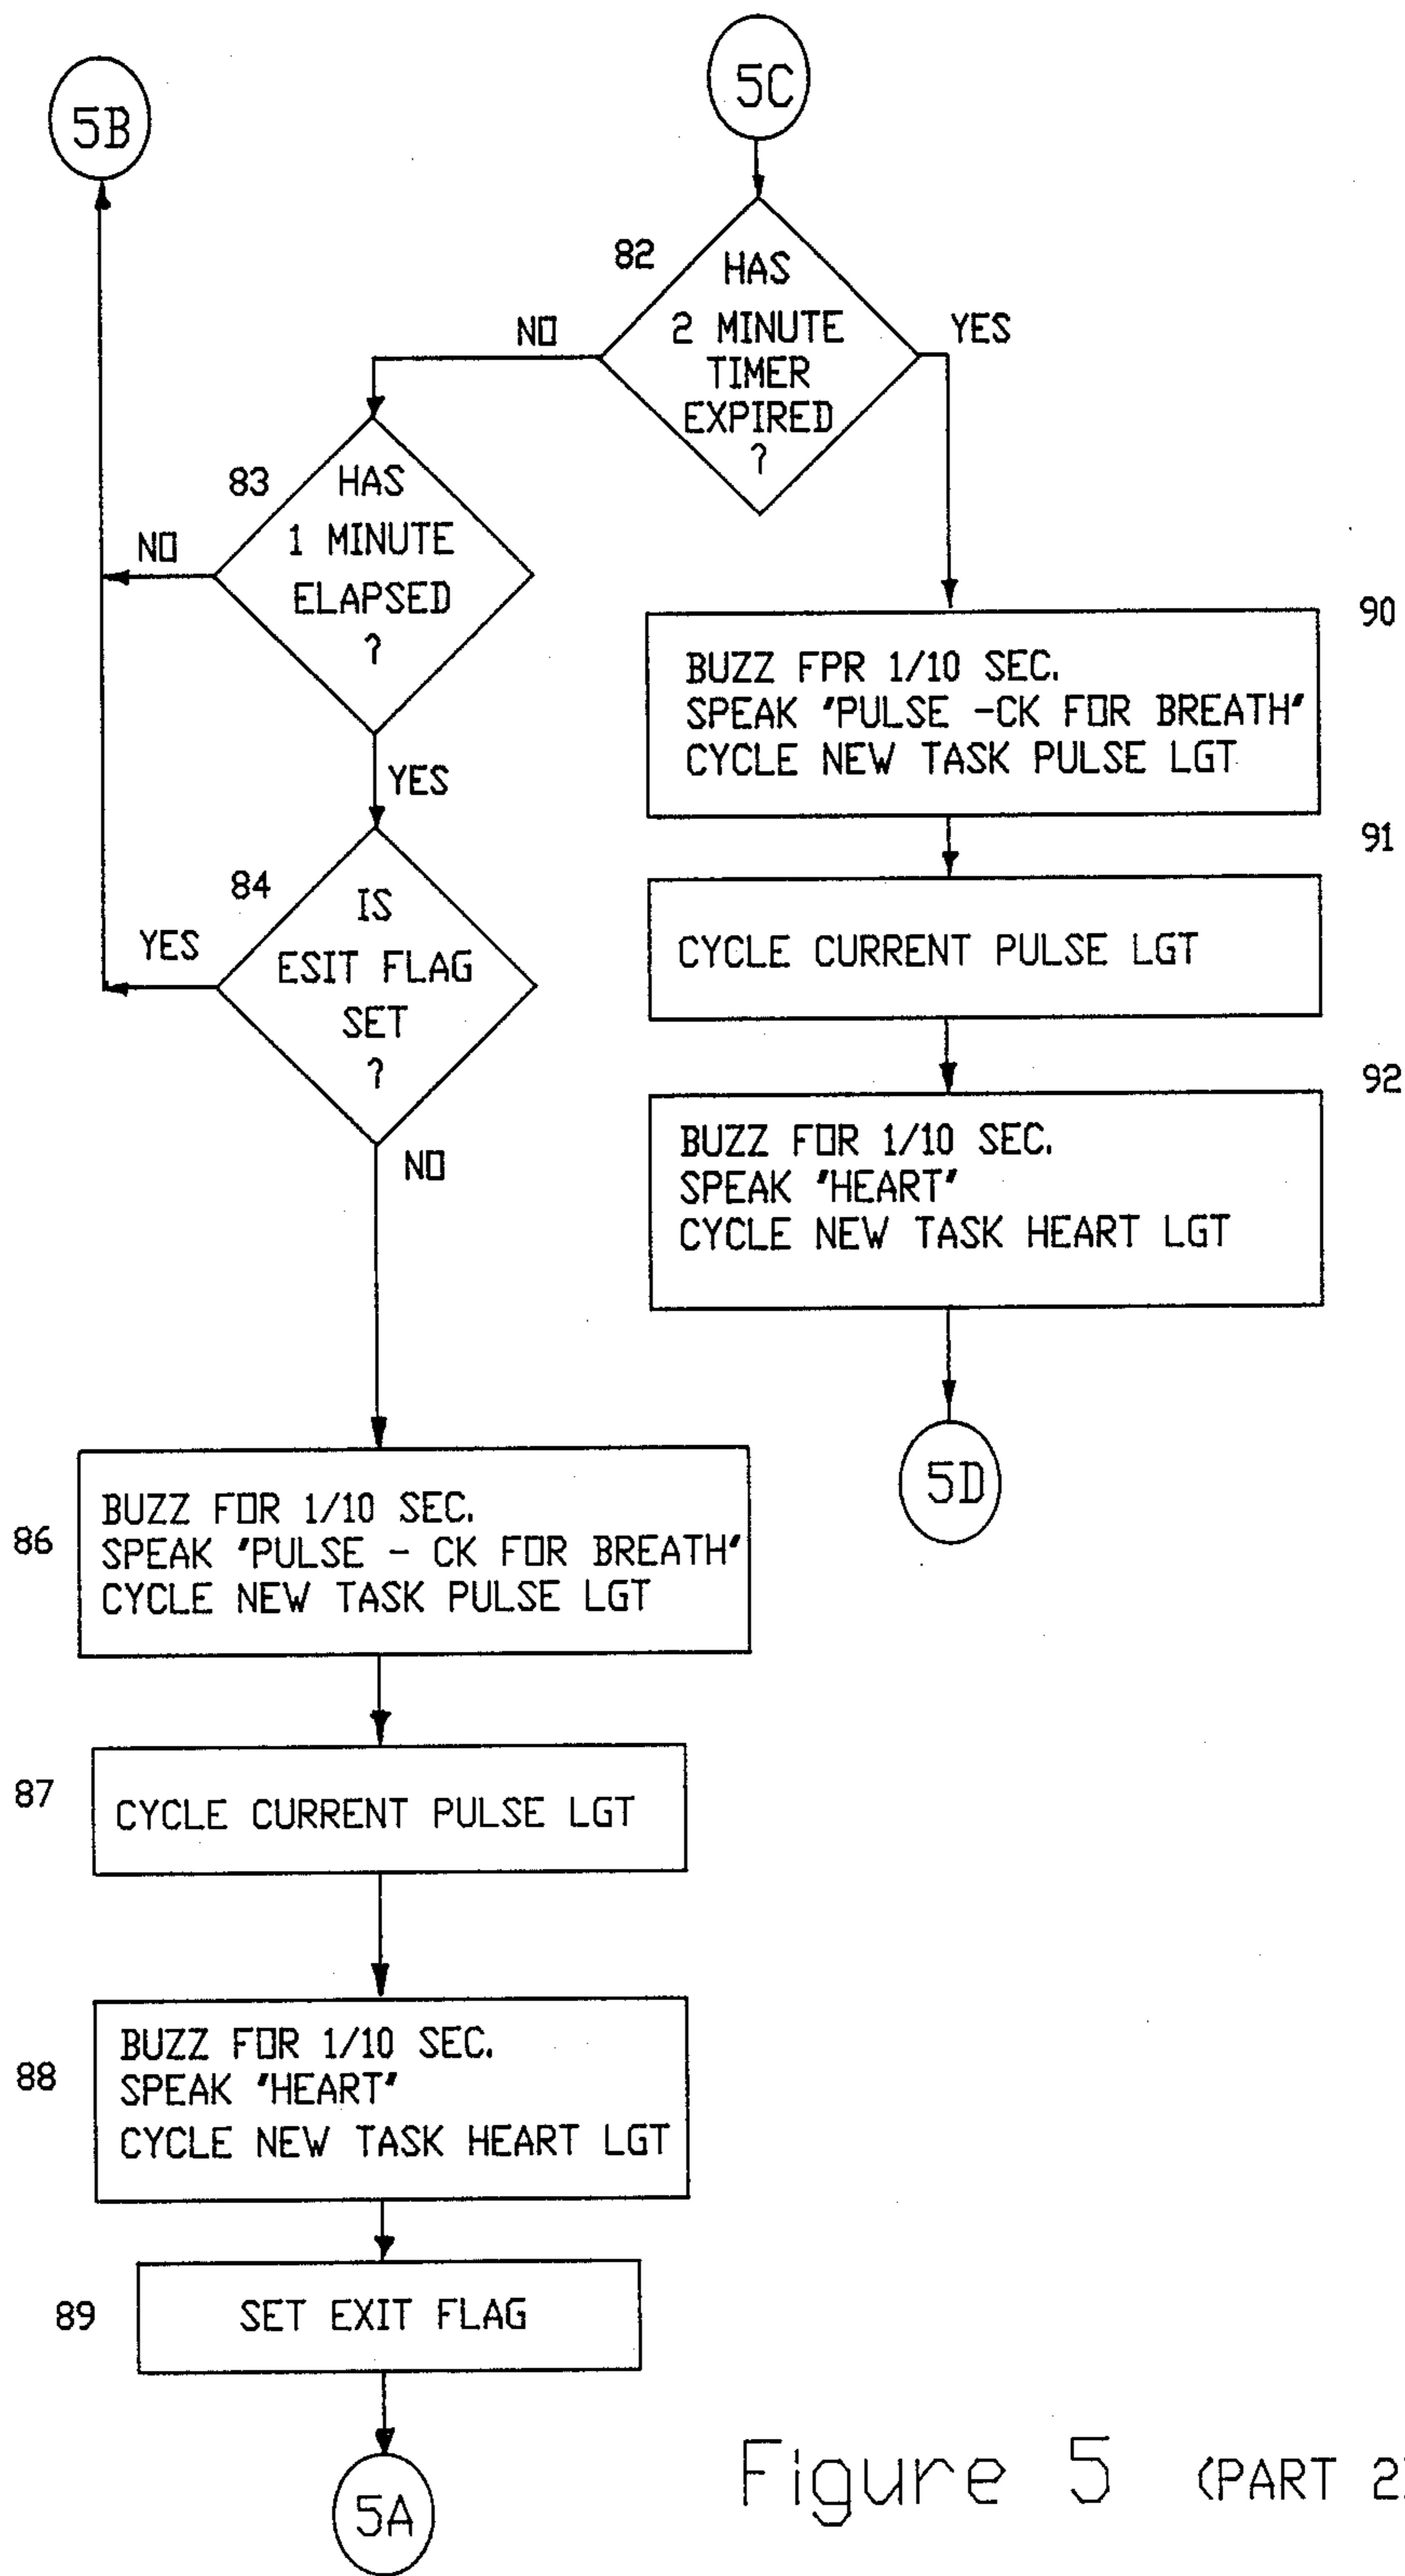 5B
5C
82
HAS
2 MINUTE
TIMER
EXPIRED
?
NO
YES
83
HAS
1 MINUTE
ELAPSED
?
NO
YES
84
IS
ESIT FLAG
SET
?
YES
NO
90
BUZZ FPR 1/10 SEC.
SPEAK "PULSE -CK FOR BREATH"
CYCLE NEW TASK PULSE LGT
91
CYCLE CURRENT PULSE LGT
92
BUZZ FOR 1/10 SEC.
SPEAK "HEART"
CYCLE NEW TASK HEART LGT
5D
86
BUZZ FOR 1/10 SEC.
SPEAK "PULSE - CK FOR BREATH"
CYCLE NEW TASK PULSE LGT
87
CYCLE CURRENT PULSE LGT
88
BUZZ FOR 1/10 SEC.
SPEAK "HEART"
CYCLE NEW TASK HEART LGT
89
SET EXIT FLAG
5A
Figure 5 (PART 2)